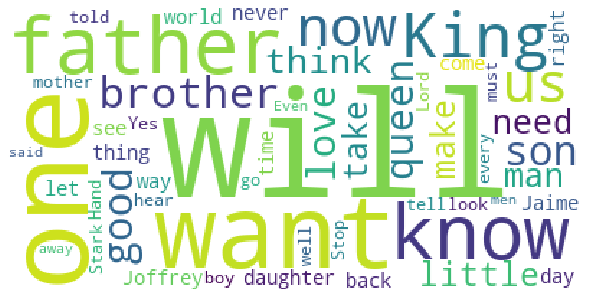 told
world
never
father
now
King
right
think
come
mother
brother
us
must
Even
Lord
one
see
Yes
love
take
queen
make
need
Will
every
said
thing
time
son
let
way
go
man
good
hear
want
know
tell
look
men
Jaime
Stark
Hand
away
well
Stop
Joffrey
boy
daughter
back
little
day